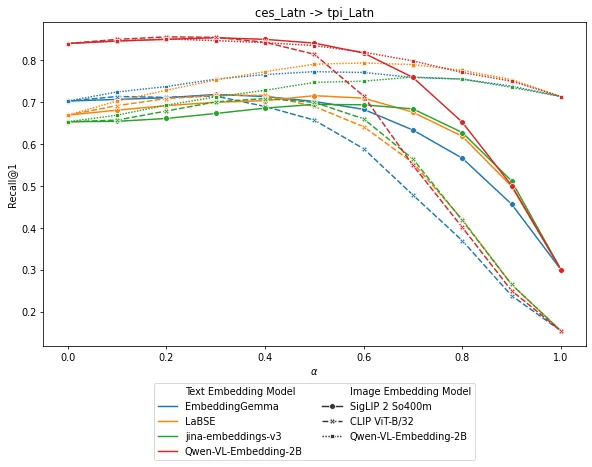 ces_Latn -> tpi_Latn
Recall@1
0.8
0.7
0.6
0.5
0.4
0.3
0.2
0.0 0.2 0.4 0.6 0.8 1.0
α
Text Embedding Model Image Embedding Model
EmbeddingGemma SigLIP 2 So400m
LaBSE CLIP ViT-B/32
jina-embeddings-v3 Qwen-VL-Embedding-2B
Qwen-VL-Embedding-2B